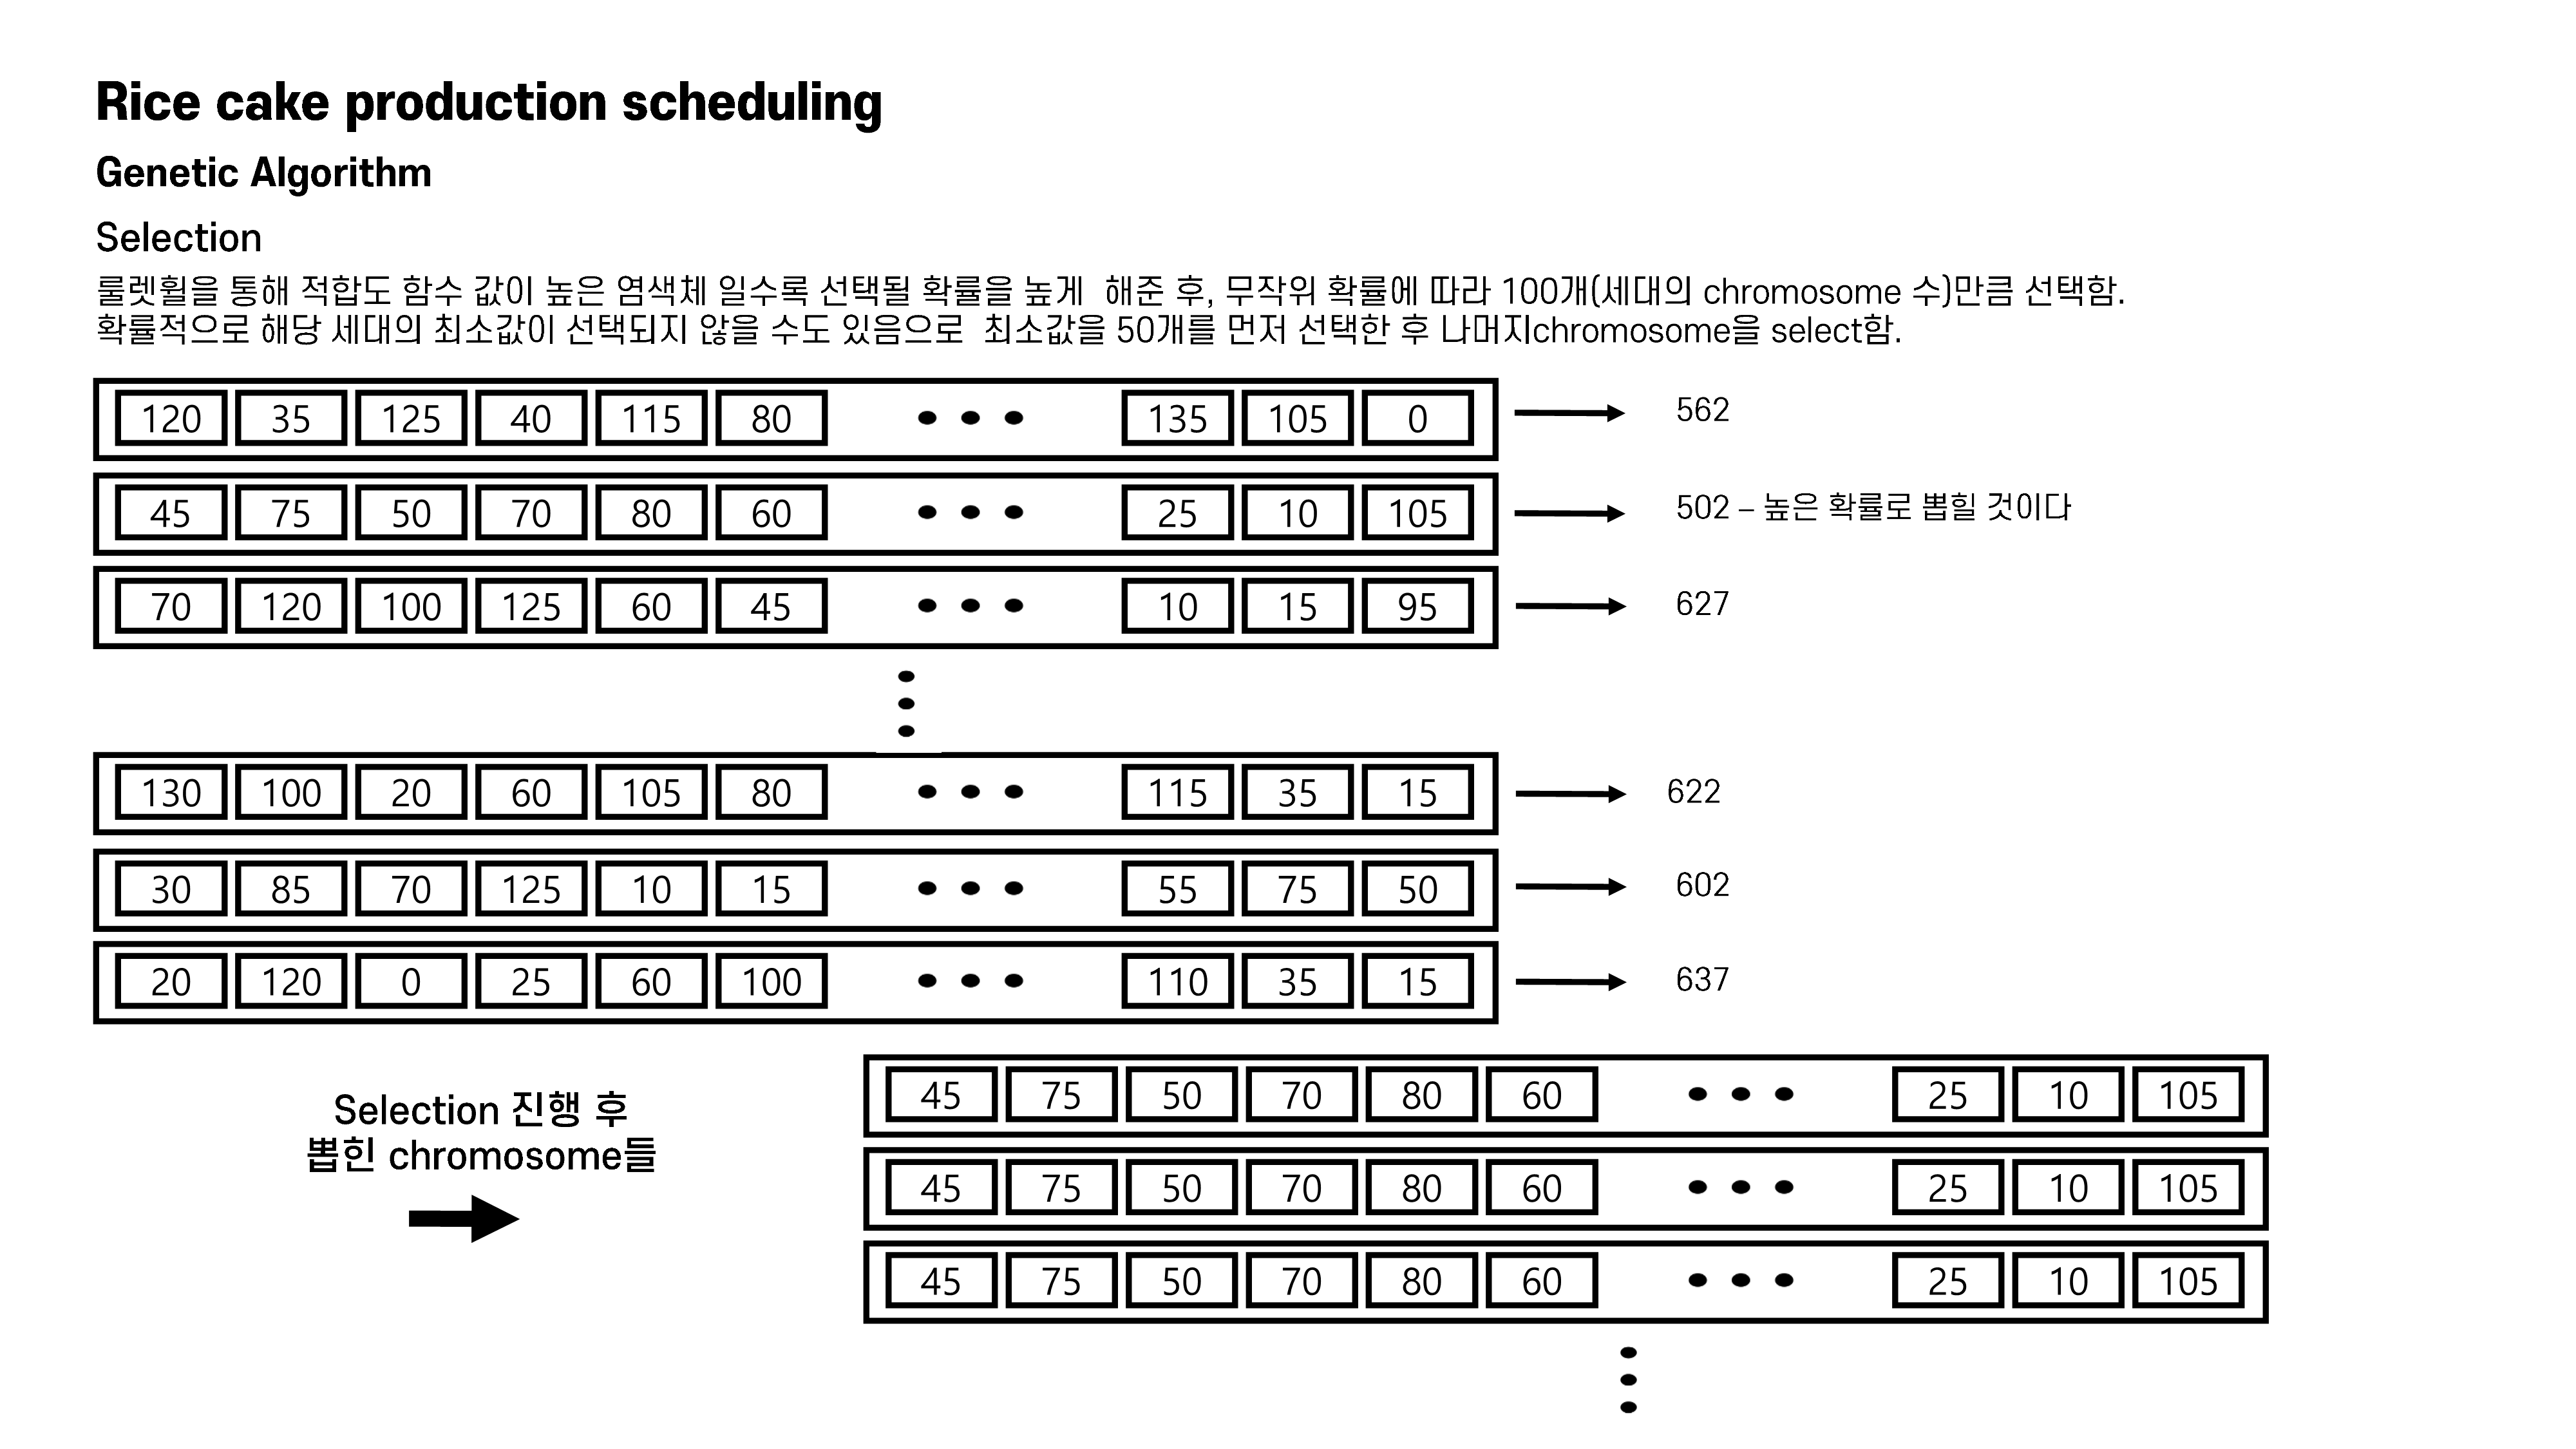 Rice cake production scheduling
Genetic Algorithm
Selection
룰렛휠을 통해 적합도 함수 값이 높은 염색체 일수록 선택될 확률을 높게 해준 후, 무작위 확률에 따라 100개(세대의 chromosome 수)만큼 선택함.
확률적으로 해당 세대의 최소값이 선택되지 않을 수도 있음으로 최소값을 50개를 먼저 선택한 후 나머지chromosome을 select함.
120 35 125 40 115 80 ••• 135 105 0 562
45 75 50 70 80 60 ••• 25 10 105 502 – 높은 확률로 뽑힐 것이다
70 120 100 125 60 45 ••• 10 15 95 627
130 100 20 60 105 80 ••• 115 35 15 622
30 85 70 125 10 15 ••• 55 75 50 602
20 120 0 25 60 100 ••• 110 35 15 637
Selection 진행 후
뽑힌 chromosome들
45 75 50 70 80 60 ••• 25 10 105
45 75 50 70 80 60 ••• 25 10 105
45 75 50 70 80 60 ••• 25 10 105